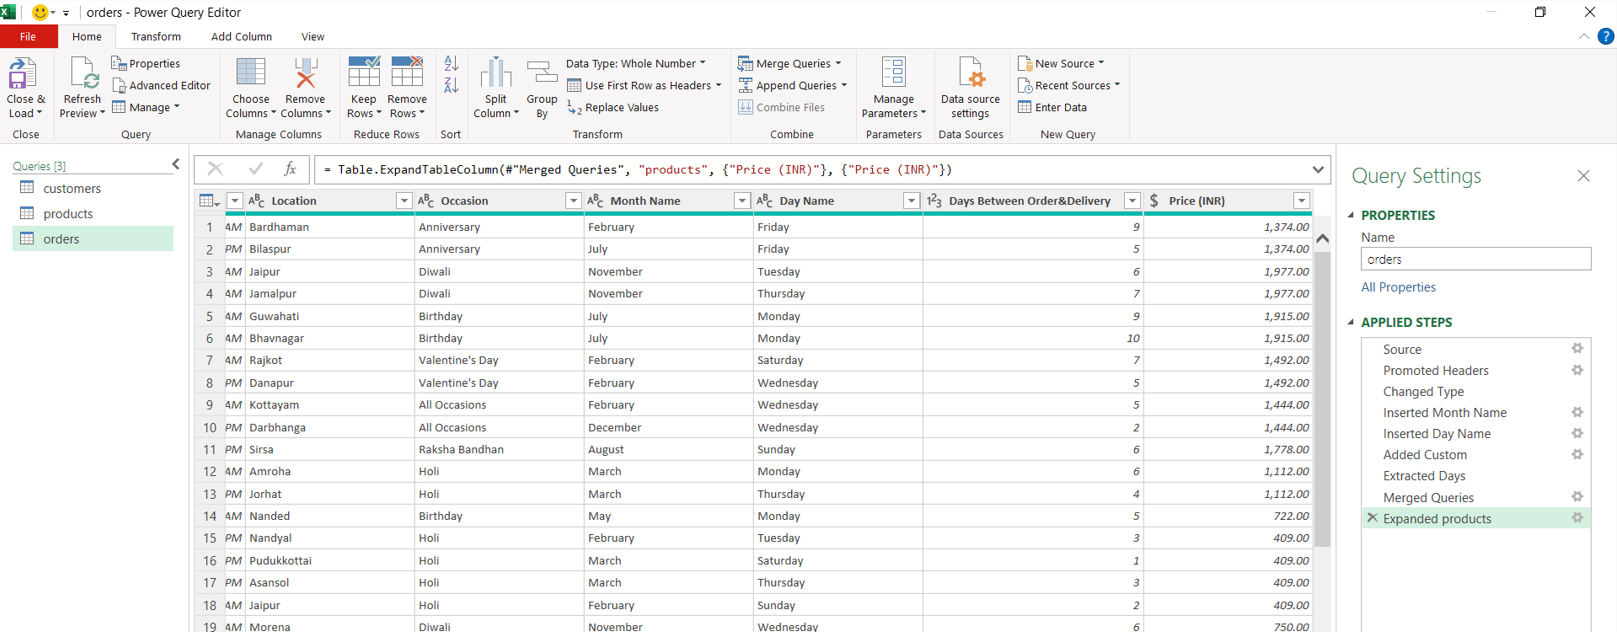 orders - Power Query Editor
File Home Transform Add Column View
Close & Load
Close
Refresh Preview
Properties
Advanced Editor
Manage
Query
Choose Columns
Remove Columns
Manage Columns
Keep Rows
Remove Rows
Reduce Rows
A
Z
Z
A
Sort
Split Column
Group By
Data Type: Whole Number
Use First Row as Headers
1
2 Replace Values
Transform
Merge Queries
Append Queries
Combine Files
Combine
Manage Parameters
Parameters
Data source settings
Data Sources
New Source
Recent Sources
Enter Data
New Query
Queries [3]
customers
products
orders
fx = Table.ExpandTableColumn(#"Merged Queries", "products", {"Price (INR)"}, {"Price (INR)"})
ABC Location ABC Occasion ABC Month Name ABC Day Name 123 Days Between Order&Delivery $ Price (INR)
1 AM Bardhaman Anniversary February Friday 9 1,374.00
2 PM Bilaspur Anniversary July Friday 5 1,374.00
3 AM Jaipur Diwali November Tuesday 6 1,977.00
4 AM Jamalpur Diwali November Thursday 7 1,977.00
5 AM Guwahati Birthday July Monday 9 1,915.00
6 AM Bhavnagar Birthday July Monday 10 1,915.00
7 AM Rajkot Valentine's Day February Saturday 7 1,492.00
8 PM Danapur Valentine's Day February Wednesday 5 1,492.00
9 AM Kottayam All Occasions February Wednesday 5 1,444.00
10 PM Darbhanga All Occasions December Wednesday 2 1,444.00
11 PM Sirsa Raksha Bandhan August Sunday 6 1,778.00
12 AM Amroha Holi March Monday 6 1,112.00
13 PM Jorhat Holi March Thursday 4 1,112.00
14 AM Nanded Birthday May Monday 5 722.00
15 PM Nandyal Holi February Tuesday 3 409.00
16 PM Pudukkottai Holi March Saturday 1 409.00
17 PM Asansol Holi March Thursday 3 409.00
18 AM Jaipur Holi February Sunday 2 409.00
19 AM Morena Diwali November Wednesday 6 750.00
Query Settings
PROPERTIES
Name
orders
All Properties
APPLIED STEPS
Source
Promoted Headers
Changed Type
Inserted Month Name
Inserted Day Name
Added Custom
Extracted Days
Merged Queries
Expanded products